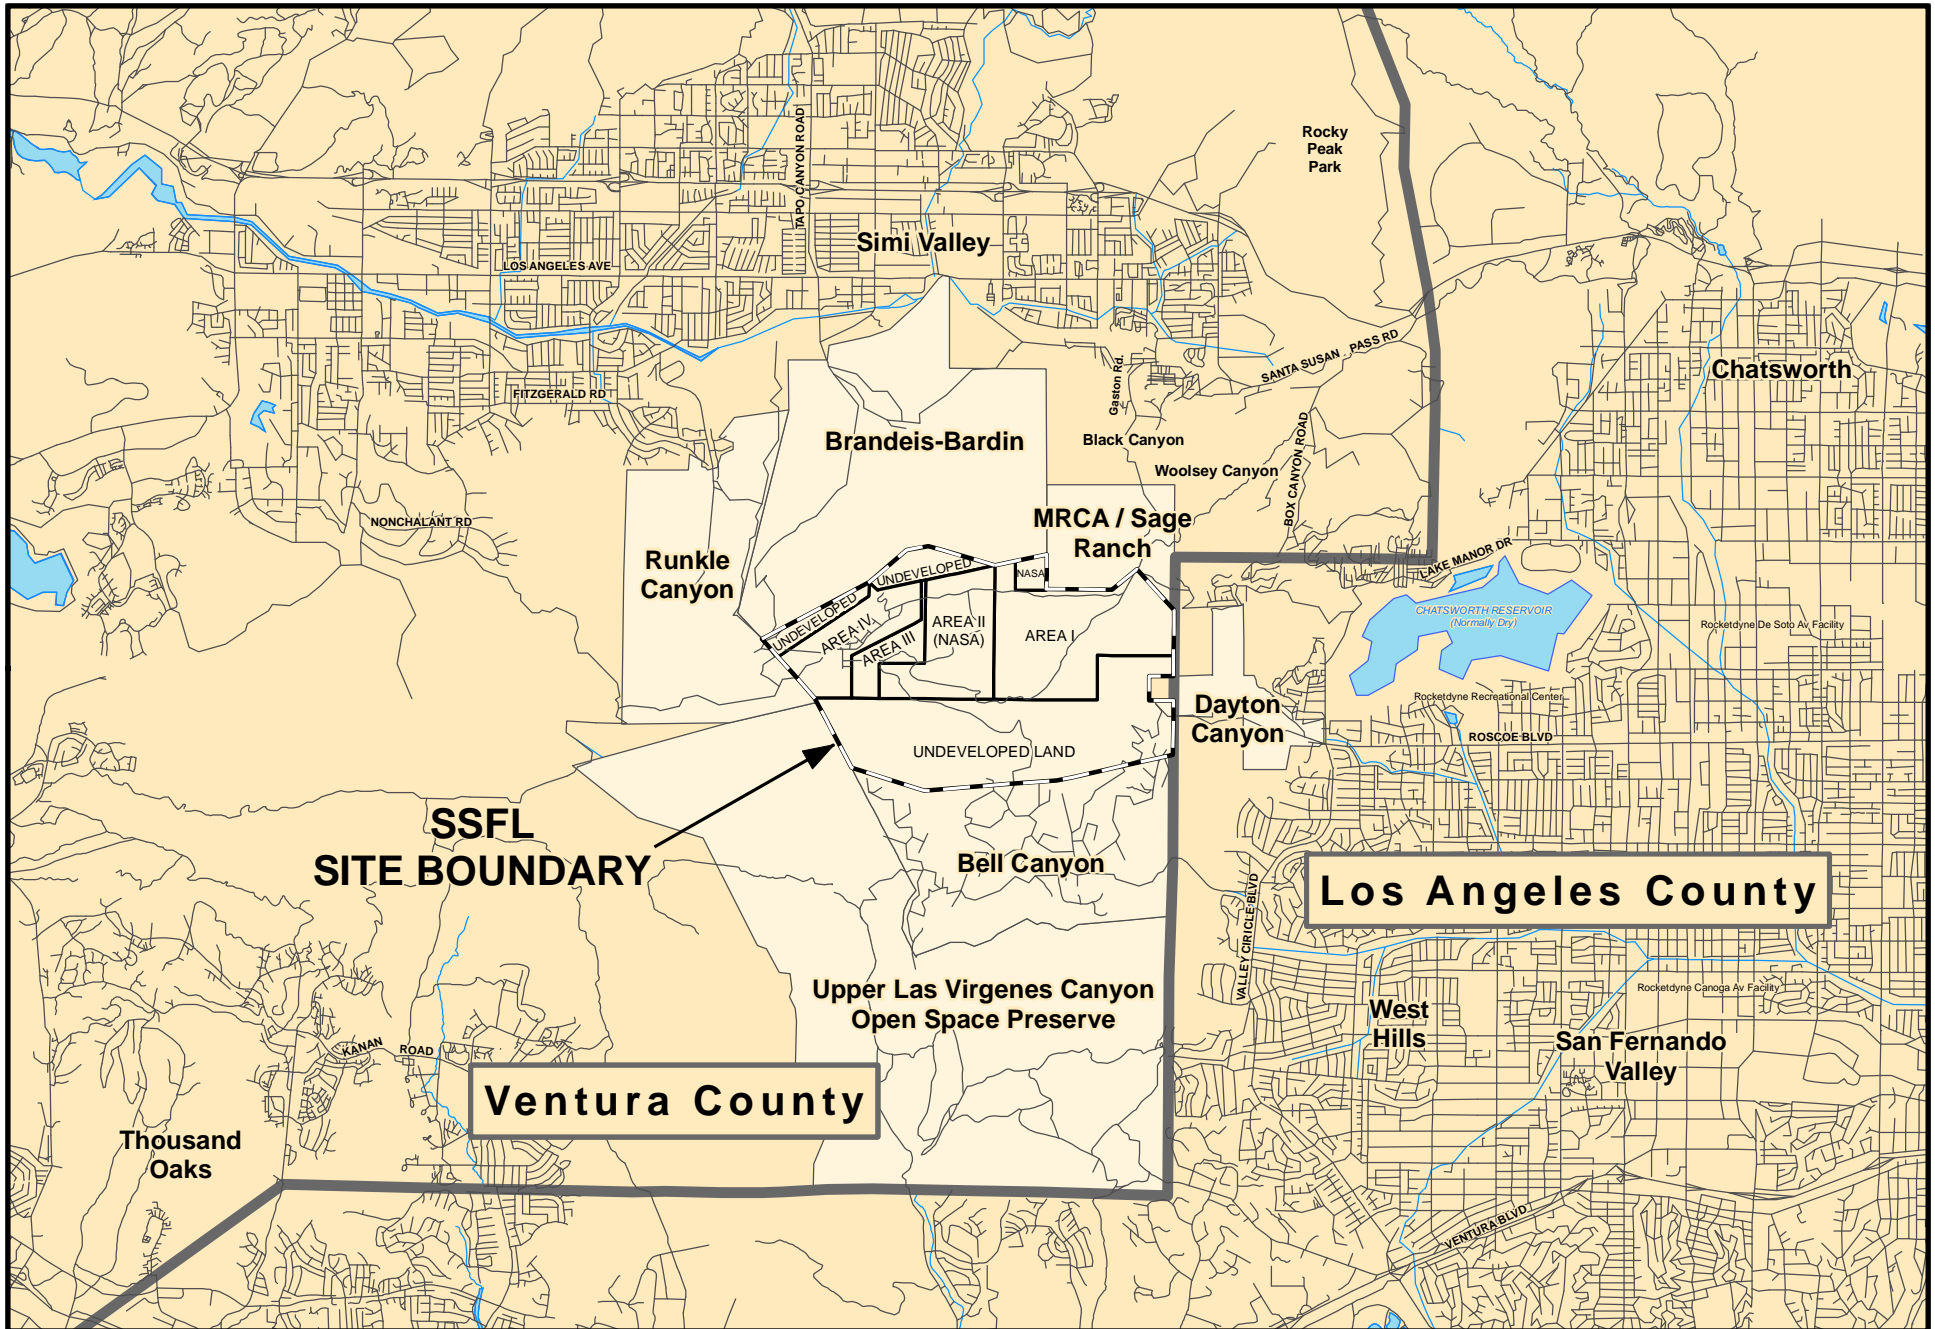 Rocky
Peak
Park
TAPO CANYON ROAD
Simi Valley
LOS ANGELES AVE
SANTA SUSAN PASS RD
Chatsworth
Gaston Rd.
FITZGERALD RD
Brandeis-Bardin
Black Canyon
BOX CANYON ROAD
Woolsey Canyon
NONCHALANT RD
MRCA / Sage
Ranch
LAKE MANOR DR
Runkle
Canyon
UNDEVELOPED
NASA
UNDEVELOPED
AREA IV
AREA III
AREA II
(NASA)
AREA I
CHATSWORTH RESERVOIR
(Normally Dry)
Rocketdyne De Soto Av Facility
Rocketdyne Recreational Center
Dayton
Canyon
ROSCOE BLVD
UNDEVELOPED LAND
SSFL
SITE BOUNDARY
Bell Canyon
Los Angeles County
VALLEY CIRICLE BLVD
Upper Las Virgenes Canyon
Open Space Preserve
Rocketdyne Canoga Av Facility
West
Hills
San Fernando
Valley
KANAN ROAD
Ventura County
Thousand
Oaks
VENTURA BLVD